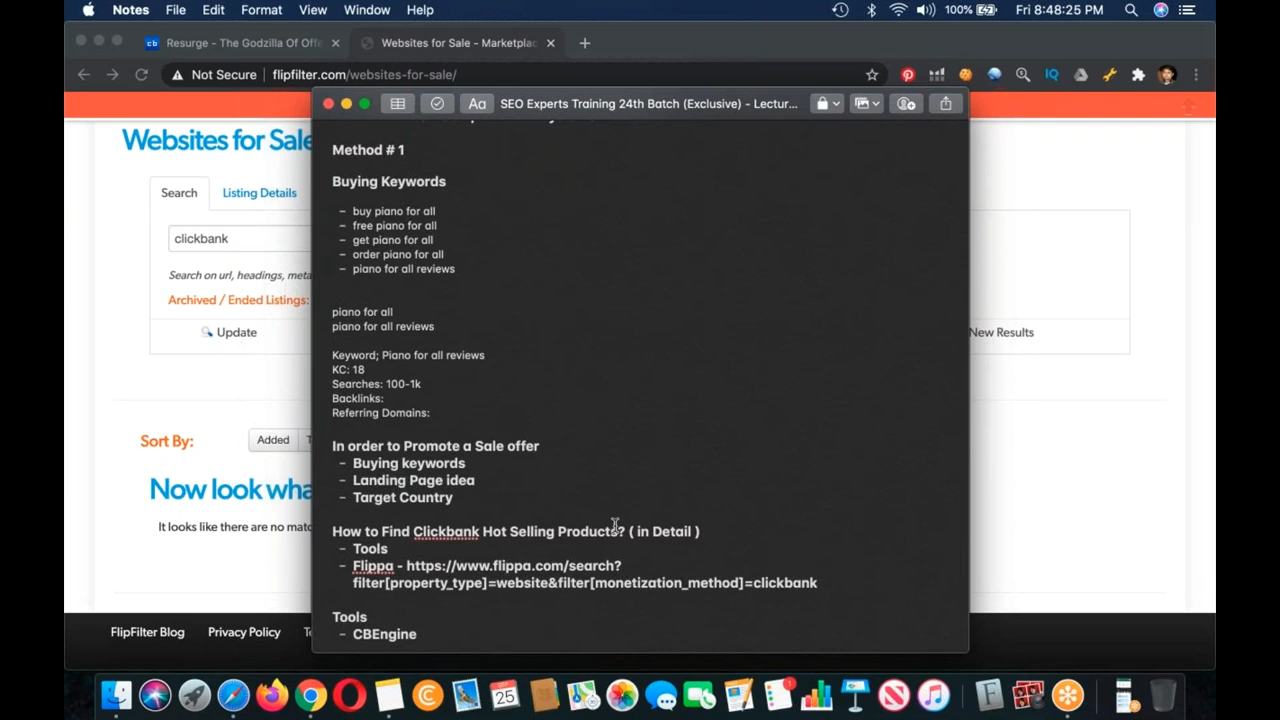 Notes File Edit Format View Window Help 100% Fri 8:48:25 PM
cb Resurge - The Godzilla Of Offe
Websites for Sale - Marketplac
Not Secure flipfilter.com/websites-for-sale/
IQ
Aa SEO Experts Training 24th Batch (Exclusive) - Lectur...
Websites for Sale
Search Listing Details
clickbank
Search on url, headings, meta
Archived / Ended Listings:
Update
New Results
Sort By: Added
Now look wha
It looks like there are no matc
FlipFilter Blog Privacy Policy
Method # 1
Buying Keywords
– buy piano for all
– free piano for all
– get piano for all
– order piano for all
– piano for all reviews
piano for all
piano for all reviews
Keyword; Piano for all reviews
KC: 18
Searches: 100-1k
Backlinks:
Referring Domains:
In order to Promote a Sale offer
– Buying keywords
– Landing Page idea
– Target Country
How to Find Clickbank Hot Selling Products? ( in Detail )
– Tools
– Flippa - https://www.flippa.com/search?
filter[property_type]=website&filter[monetization_method]=clickbank
Tools
– CBEngine
25
1